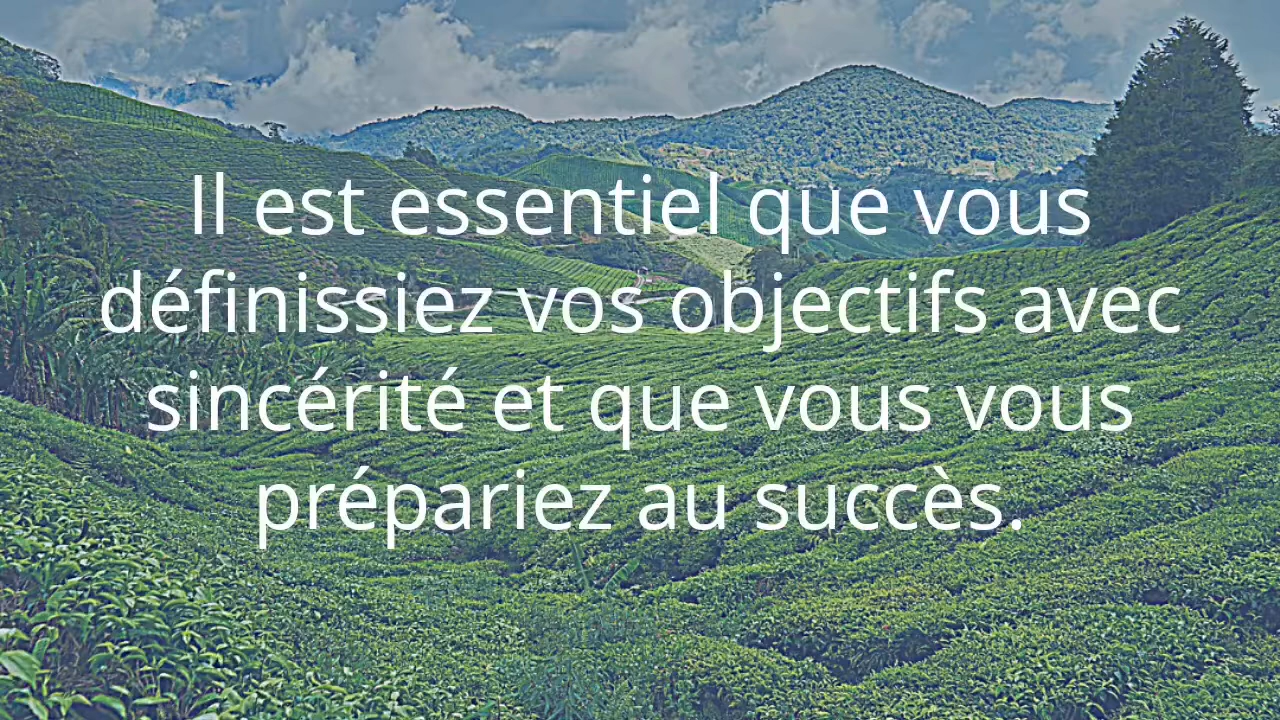 Il est essentiel que vous
définissiez vos objectifs avec
sincérité et que vous vous
prépariez au succès.